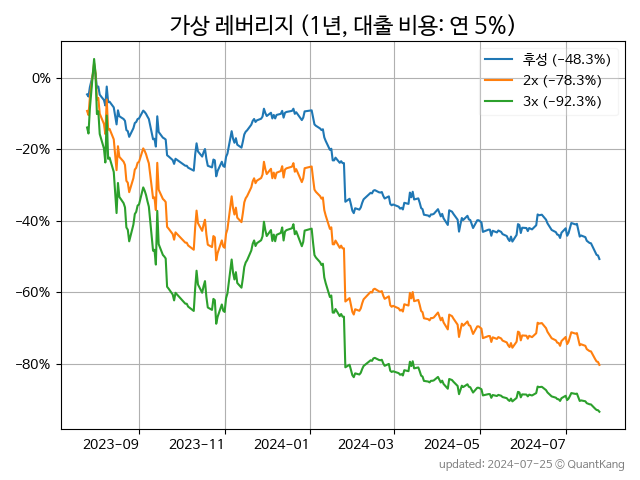 가상 레버리지 (1년, 대출 비용: 연 5%)
후성 (−48.3%)
2x (−78.3%)
3x (−92.3%)
0%
−20%
−40%
−60%
−80%
2023−09 2023−11 2024−01 2024−03 2024−05 2024−07
updated: 2024-07-25 © QuantKang